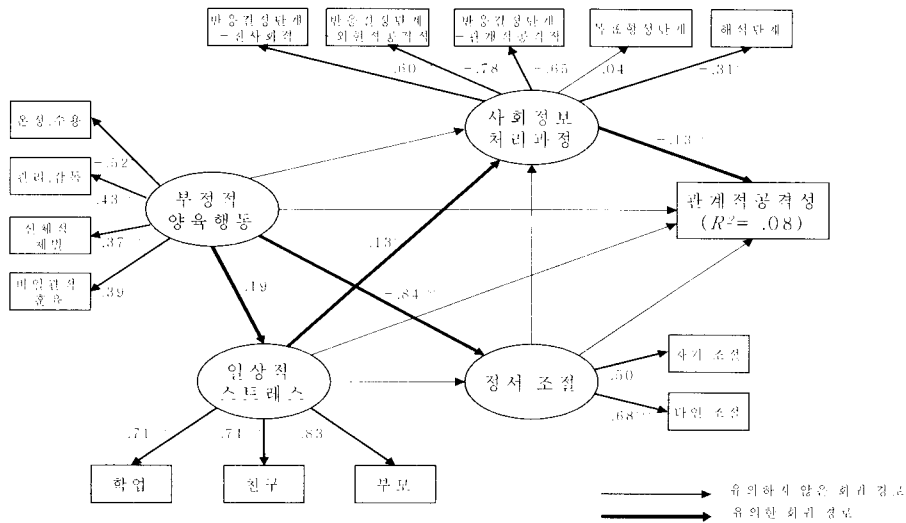 반응결정단계
-친사회적
반응결정단계
-외현적공격적
반응결정단계
-관계적공격적
목표형성단계
해석단계
.60
-.78
-.65
.04
-.31
온정.수용
사회정보
처리과정
-.13
-.52
관리.감독
.43
부정적
양육행동
관계적공격성
(R²= .08)
신체적
체벌
.37
.13
비일관적
훈육
.39
.19
-.84
일상적
스트레스
정서 조절
자기 조절
.50
타인 조절
.68
.71
.74
.83
학업
친구
부모
유의하지 않은 회귀 경로
유의한 회귀 경로